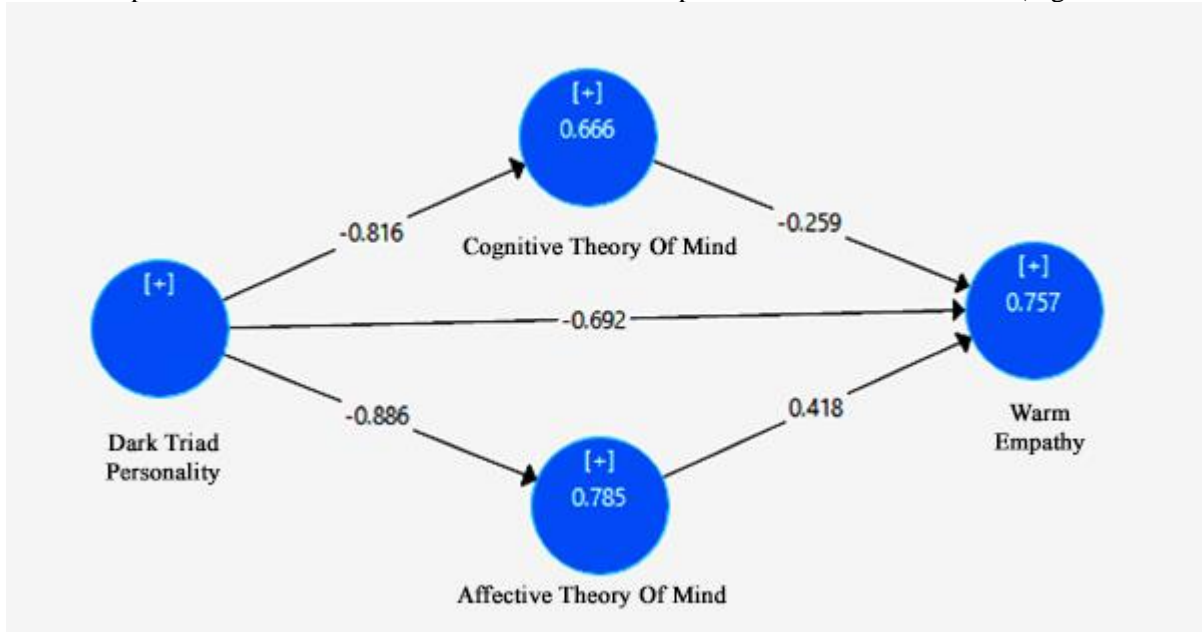 [+]
0.666
-0.816
-0.259
Cognitive Theory Of Mind
[+]
[+]
0.757
-0.692
-0.886
0.418
Dark Triad
Personality
Warm
Empathy
[+]
0.785
Affective Theory Of Mind